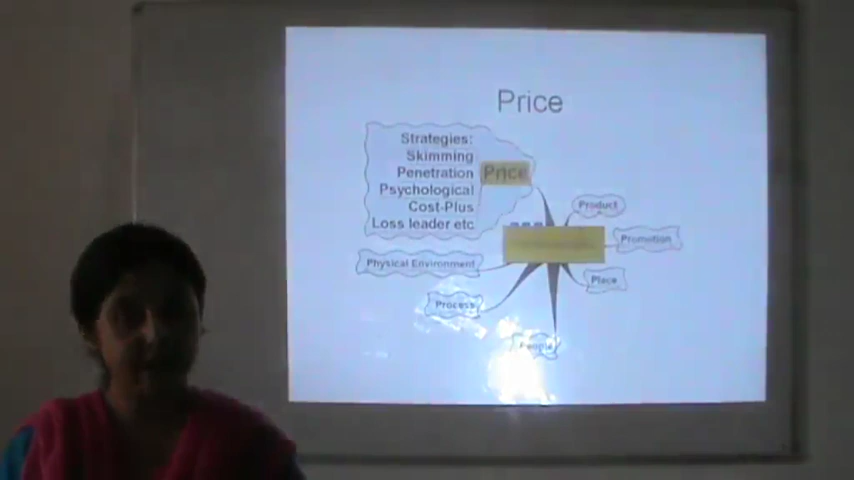 Price
Strategies:
Skimming
Penetration
Psychological
Cost-Plus
Loss leader etc
Price
Product
Promotion
Physical Environment
Place
Process
People